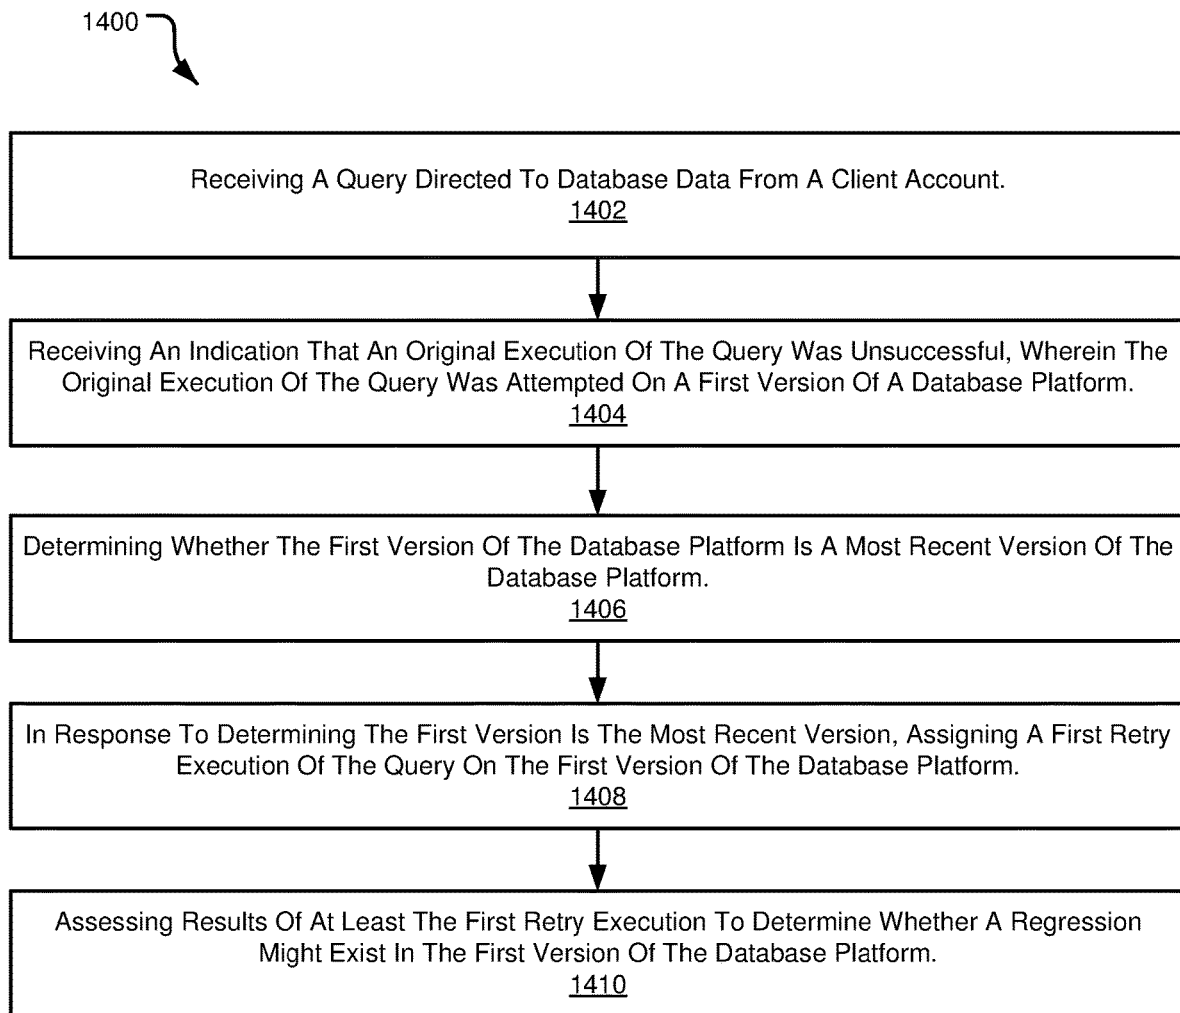 1400
Receiving A Query Directed To Database Data From A Client Account.
1402
Receiving An Indication That An Original Execution Of The Query Was Unsuccessful, Wherein The
Original Execution Of The Query Was Attempted On A First Version Of A Database Platform.
1404
Determining Whether The First Version Of The Database Platform Is A Most Recent Version Of The
Database Platform.
1406
In Response To Determining The First Version Is The Most Recent Version, Assigning A First Retry
Execution Of The Query On The First Version Of The Database Platform.
1408
Assessing Results Of At Least The First Retry Execution To Determine Whether A Regression
Might Exist In The First Version Of The Database Platform.
1410